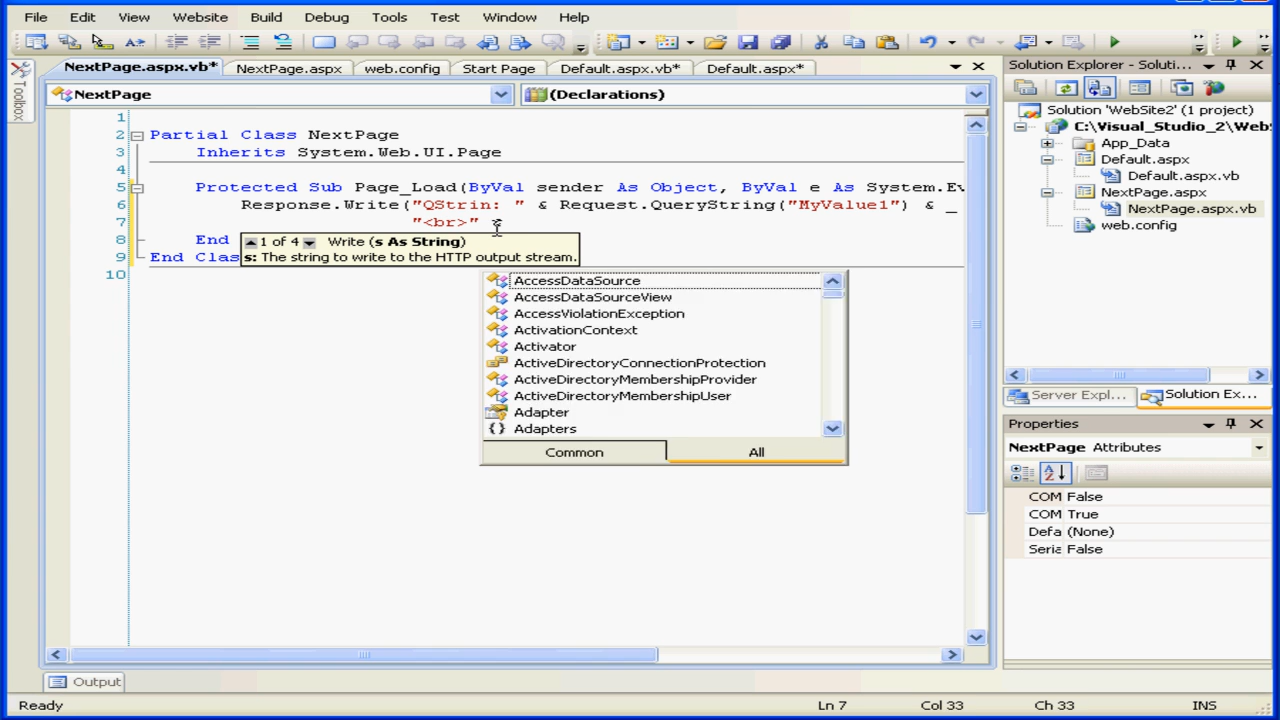 File Edit View Website Build Debug Tools Test Window Help
NextPage.aspx.vb* NextPage.aspx web.config Start Page Default.aspx.vb* Default.aspx*
Toolbox
NextPage (Declarations)
1
2 Partial Class NextPage
3 Inherits System.Web.UI.Page
4
5 Protected Sub Page_Load(ByVal sender As Object, ByVal e As System.Ev
6 Response.Write("QStrin: " & Request.QueryString("MyValue1") & _
7 "<br>" &
8 End
9 End Clas
10
1 of 4 Write (s As String)
s: The string to write to the HTTP output stream.
AccessDataSource
AccessDataSourceView
AccessViolationException
ActivationContext
Activator
ActiveDirectoryConnectionProtection
ActiveDirectoryMembershipProvider
ActiveDirectoryMembershipUser
Adapter
{} Adapters
Common All
Solution Explorer - Soluti...
Solution 'WebSite2' (1 project)
C:\Visual_Studio_2\Web:
App_Data
Default.aspx
Default.aspx.vb
NextPage.aspx
NextPage.aspx.vb
web.config
Server Expl... Solution Ex...
Properties
NextPage Attributes
COM False
COM True
Defa (None)
Seria False
Output
Ready Ln 7 Col 33 Ch 33 INS